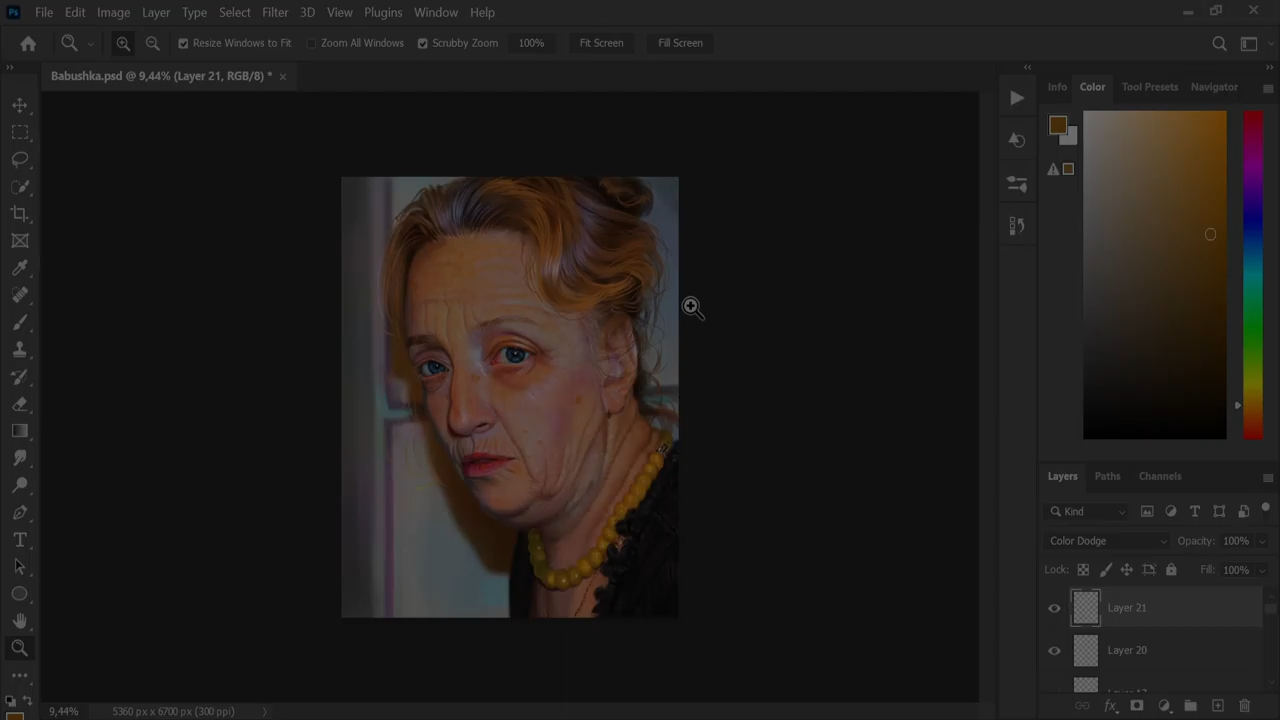 Ps File Edit Image Layer Type Select Filter 3D View Plugins Window Help
Resize Windows to Fit Zoom All Windows Scrubby Zoom 100% Fit Screen Fill Screen
Babushka.psd @ 9,44% (Layer 21, RGB/8) *
Info Color Tool Presets Navigator
Layers Paths Channels
Kind
Color Dodge Opacity: 100%
Lock: Fill: 100%
Layer 21
Layer 20
fx
9,44% 5360 px x 6700 px (300 ppi)